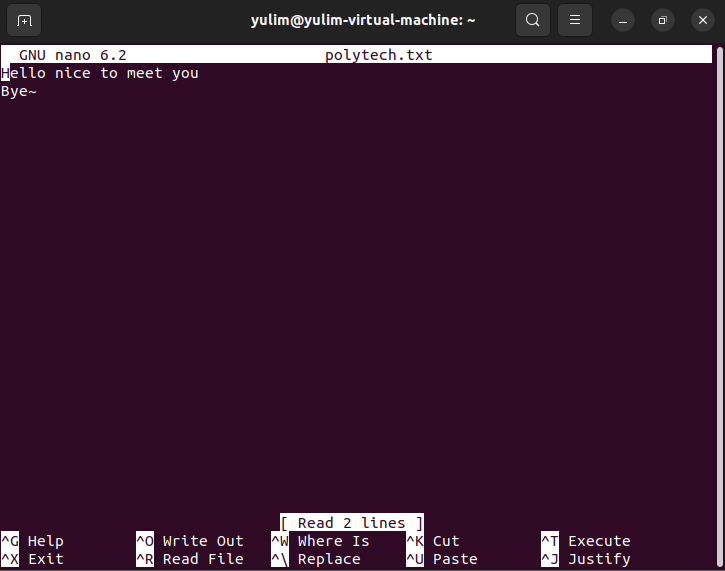 yulim@yulim-virtual-machine: ~
GNU nano 6.2 polytech.txt
Hello nice to meet you
Bye~
[ Read 2 lines ]
^G Help ^O Write Out ^W Where Is ^K Cut ^T Execute
^X Exit ^R Read File ^\ Replace ^U Paste ^J Justify